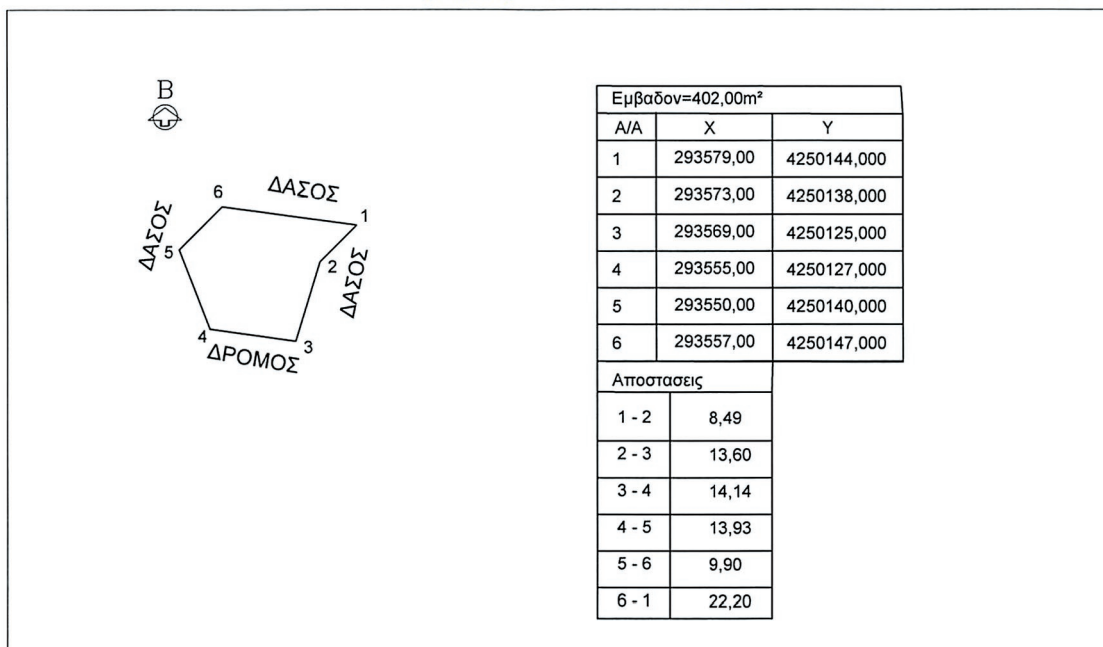 Β
ΔΑΣΟΣ
6
1
ΔΑΣΟΣ
5
2
ΔΑΣΟΣ
4
3
ΔΡΟΜΟΣ
Εμβαδον=402,00m²
Α/Α X Y
1 293579,00 4250144,000
2 293573,00 4250138,000
3 293569,00 4250125,000
4 293555,00 4250127,000
5 293550,00 4250140,000
6 293557,00 4250147,000
Αποστασεις
1 - 2 8,49
2 - 3 13,60
3 - 4 14,14
4 - 5 13,93
5 - 6 9,90
6 - 1 22,20